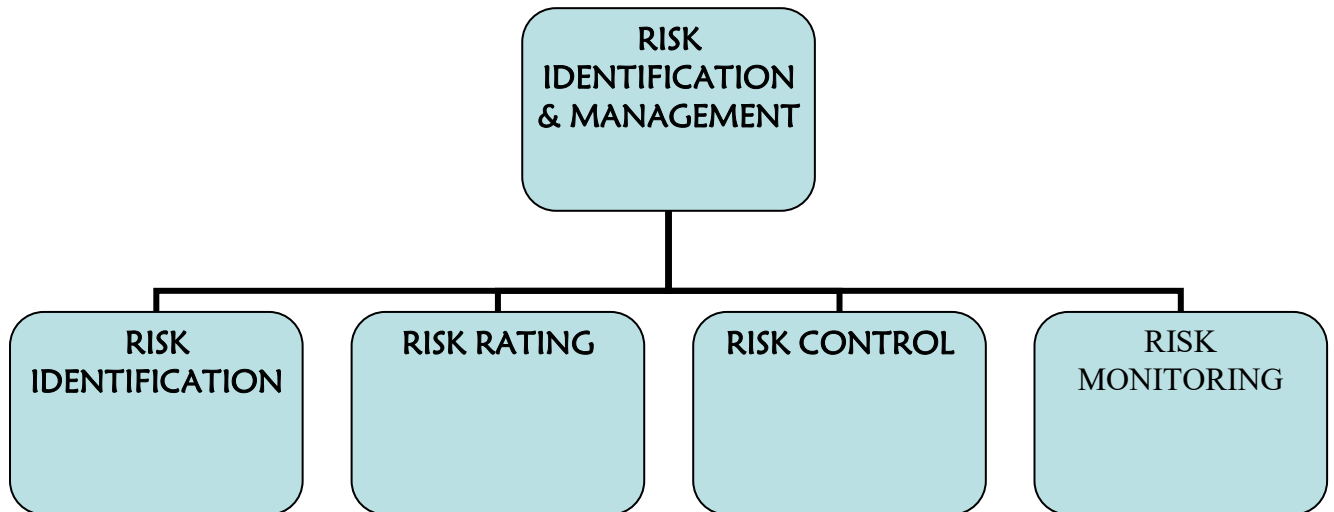 RISK
IDENTIFICATION
& MANAGEMENT
RISK
IDENTIFICATION
RISK RATING
RISK CONTROL
RISK
MONITORING